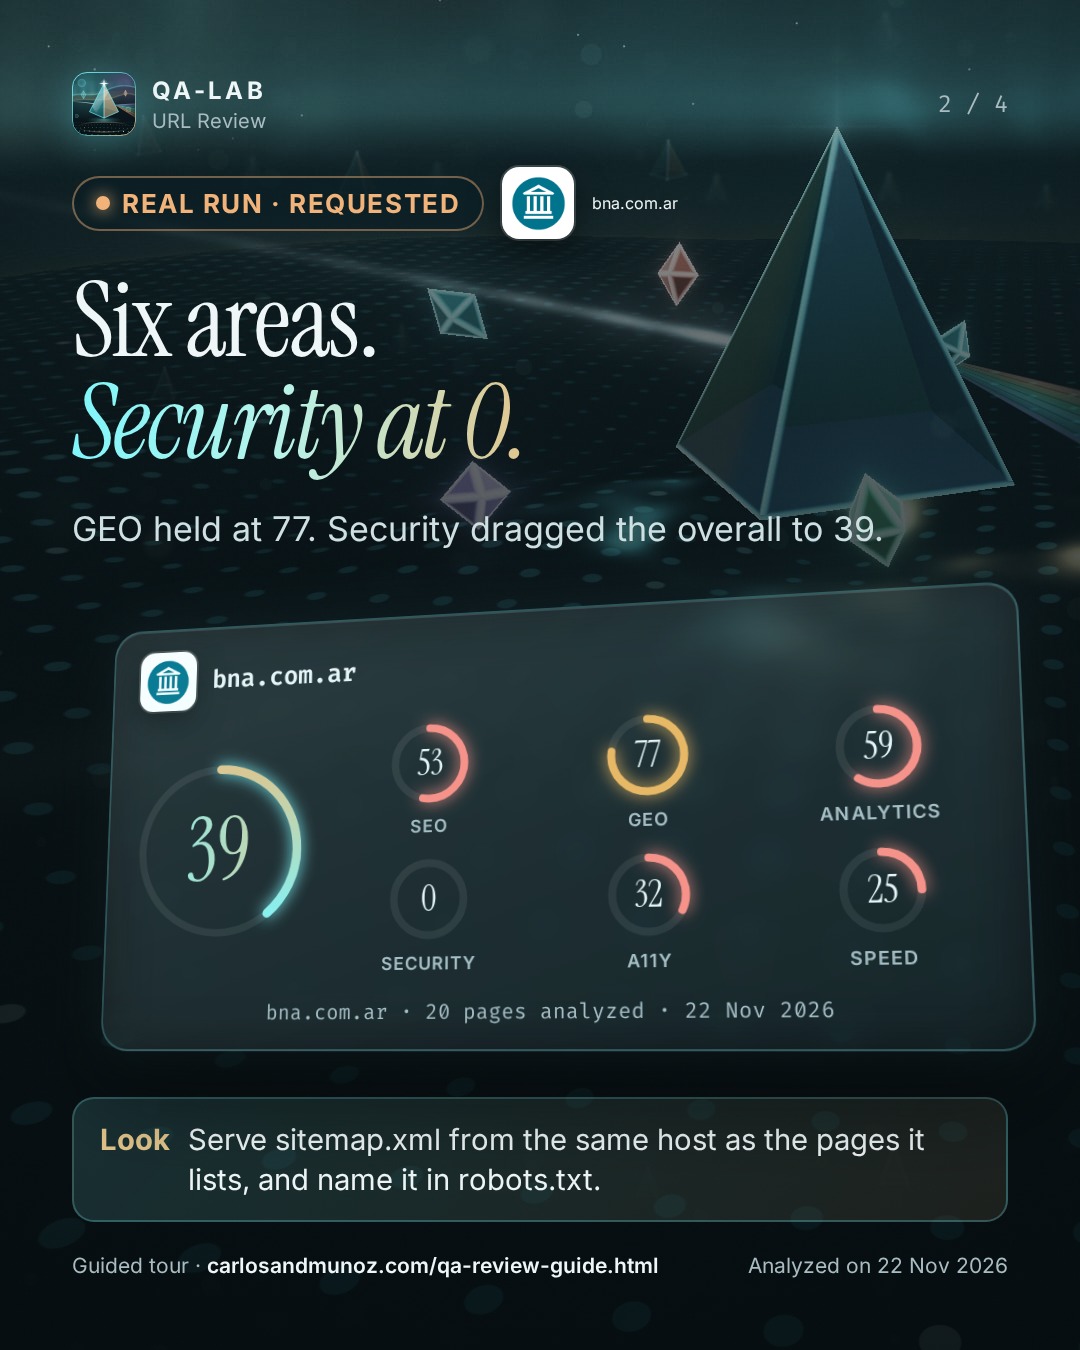 QA-LAB
URL Review
2 / 4
REAL RUN · REQUESTED
bna.com.ar
Six areas.
Security at 0.
GEO held at 77. Security dragged the overall to 39.
bna.com.ar
39
53
SEO
77
GEO
59
ANALYTICS
0
SECURITY
32
A11Y
25
SPEED
bna.com.ar · 20 pages analyzed · 22 Nov 2026
Look Serve sitemap.xml from the same host as the pages it
lists, and name it in robots.txt.
Guided tour · carlosandmunoz.com/qa-review-guide.html
Analyzed on 22 Nov 2026